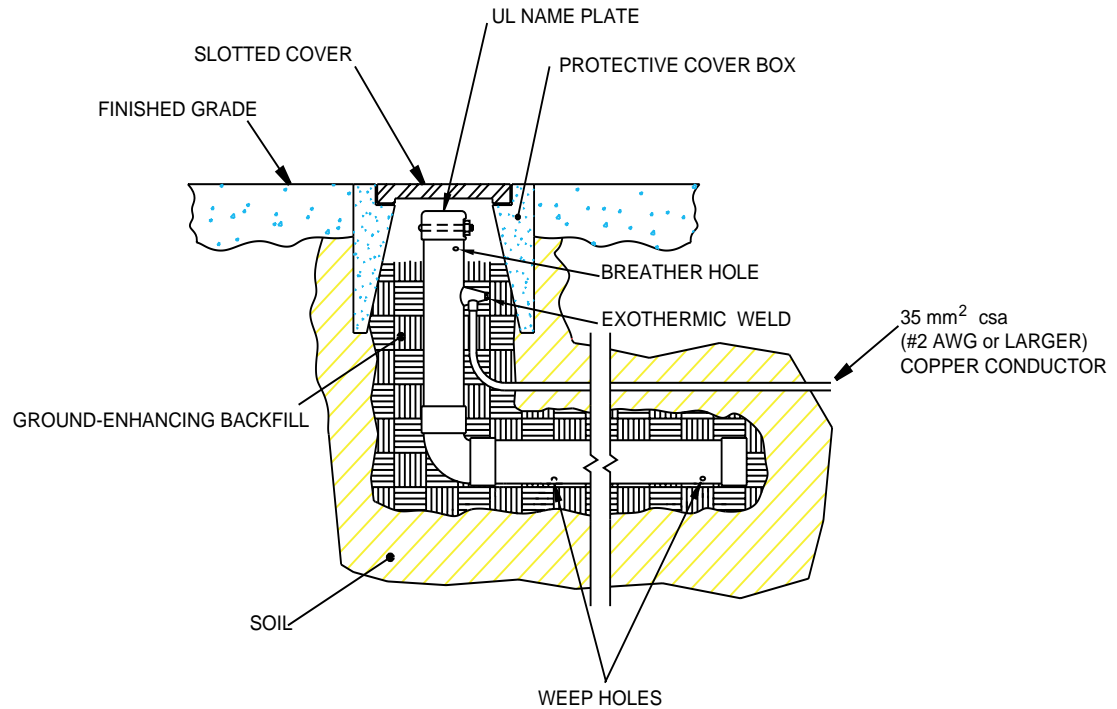 UL NAME PLATE
SLOTTED COVER
PROTECTIVE COVER BOX
FINISHED GRADE
BREATHER HOLE
EXOTHERMIC WELD
35 mm² csa
(#2 AWG or LARGER)
COPPER CONDUCTOR
GROUND-ENHANCING BACKFILL
SOIL
WEEP HOLES